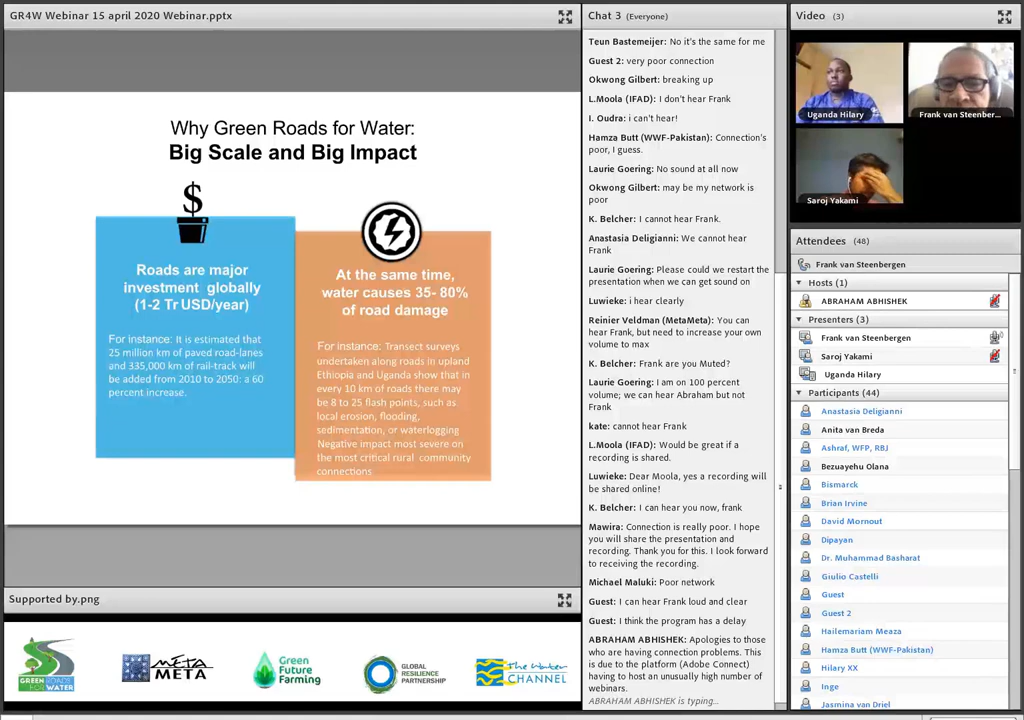 GR4W Webinar 15 april 2020 Webinar.pptx
Why Green Roads for Water:
Big Scale and Big Impact
$
Roads are major
investment globally
(1-2 Tr USD/year)
For instance: It is estimated that
25 million km of paved road-lanes
and 335,000 km of rail-track will
be added from 2010 to 2050: a 60
percent increase.
At the same time,
water causes 35- 80%
of road damage
For instance: Transect surveys
undertaken along roads in upland
Ethiopia and Uganda show that in
every 10 km of roads there may
be 8 to 25 flash points, such as
local erosion, flooding,
sedimentation, or waterlogging
Negative impact most severe on
the most critical rural community
connections
Supported by.png
GREEN ROADS
FOR WATER
META
META
Green
Future
Farming
GLOBAL
RESILIENCE
PARTNERSHIP
The Water
CHANNEL
Chat 3 (Everyone)
Teun Bastemeijer: No it's the same for me
Guest 2: very poor connection
Okwong Gilbert: breaking up
L.Moola (IFAD): I don't hear Frank
I. Oudra: i can't hear!
Hamza Butt (WWF-Pakistan): Connection's
poor, I guess.
Laurie Goering: No sound at all now
Okwong Gilbert: may be my network is
poor
K. Belcher: I cannot hear Frank.
Anastasia Deligianni: We cannot hear
Frank
Laurie Goering: Please could we restart the
presentation when we can get sound on
Luwieke: i hear clearly
Reinier Veldman (MetaMeta): You can
hear Frank, but need to increase your own
volume to max
K. Belcher: Frank are you Muted?
Laurie Goering: I am on 100 percent
volume; we can hear Abraham but not
Frank
kate: cannot hear Frank
L.Moola (IFAD): Would be great if a
recording is shared.
Luwieke: Dear Moola, yes a recording will
be shared online!
K. Belcher: I can hear you now, frank
Mawira: Connection is really poor. I hope
you will share the presentation and
recording. Thank you for this. I look forward
to receiving the recording.
Michael Maluki: Poor network
Guest: I can hear Frank loud and clear
Guest: I think the program has a delay
ABRAHAM ABHISHEK: Apologies to those
who are having connection problems. This
is due to the platform (Adobe Connect)
having to host an unusually high number of
webinars.
ABRAHAM ABHISHEK is typing...
Video (3)
Uganda Hilary
Frank van Steenber...
Saroj Yakami
Attendees (48)
Frank van Steenbergen
Hosts (1)
ABRAHAM ABHISHEK
Presenters (3)
Frank van Steenbergen
Saroj Yakami
Uganda Hilary
Participants (44)
Anastasia Deligianni
Anita van Breda
Ashraf, WFP, RBJ
Bezuayehu Olana
Bismarck
Brian Irvine
David Mornout
Dipayan
Dr. Muhammad Basharat
Giulio Castelli
Guest
Guest 2
Hailemariam Meaza
Hamza Butt (WWF-Pakistan)
Hilary XX
Inge
Jasmina van Driel